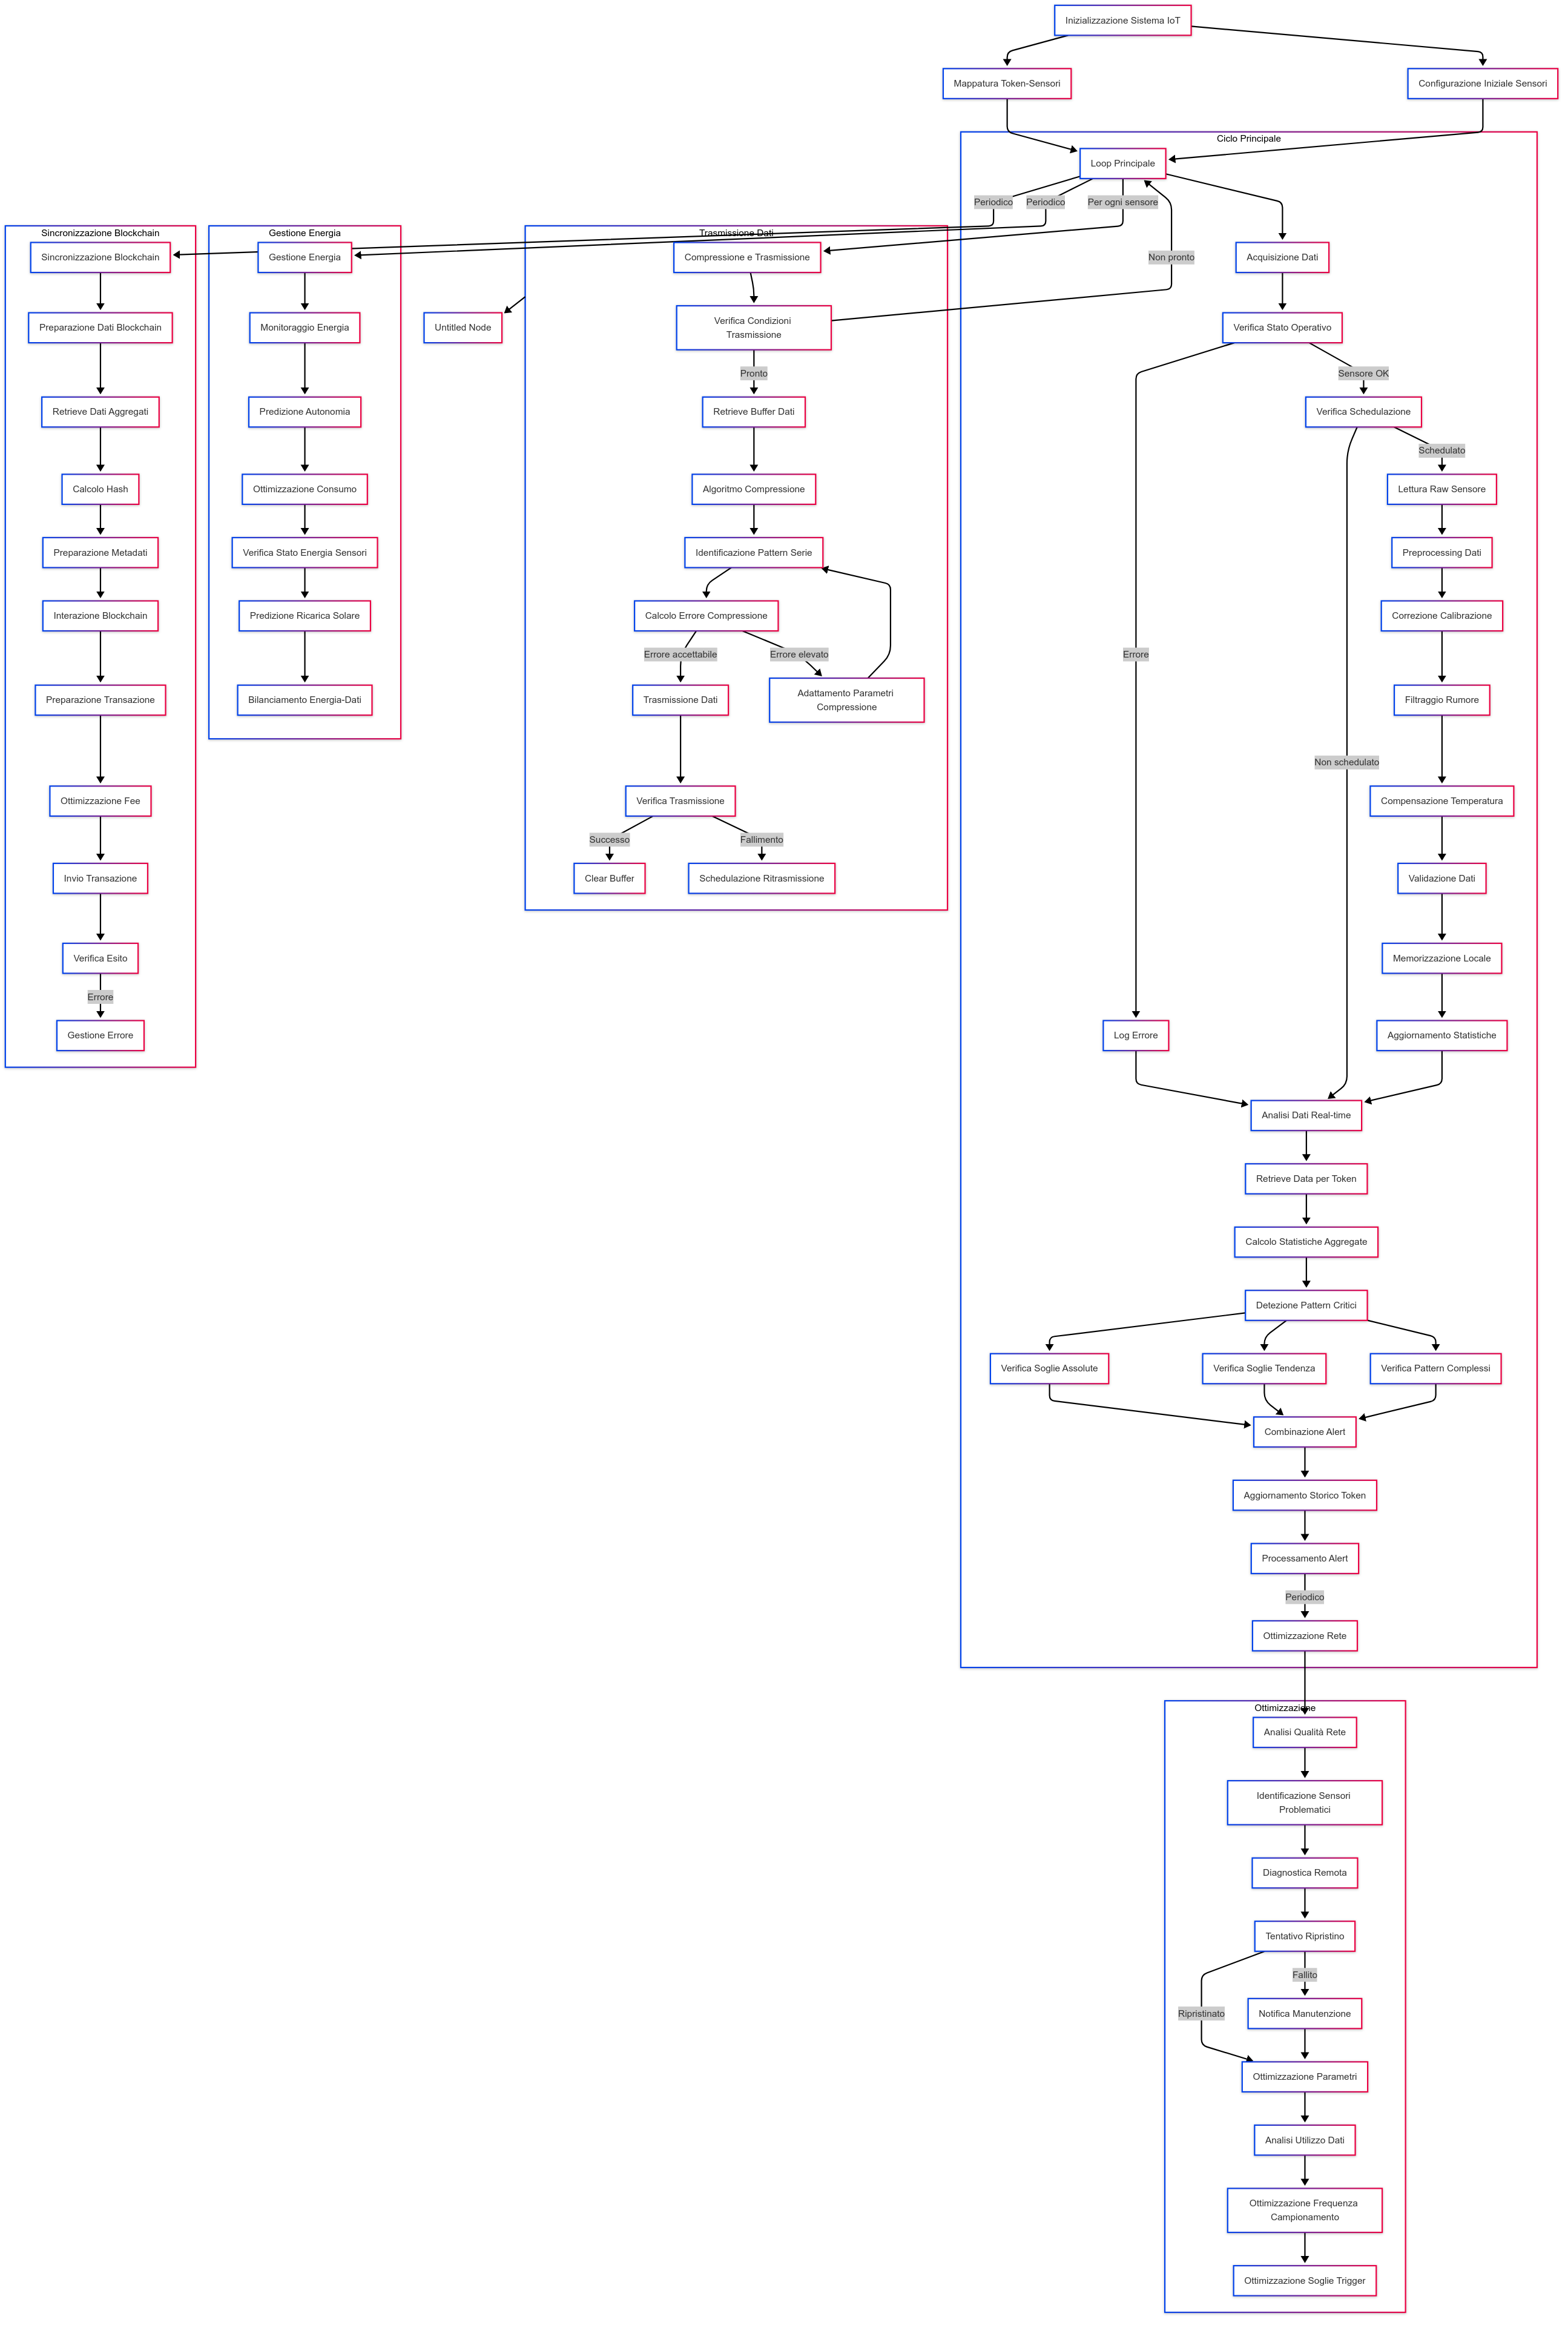 Inizializzazione Sistema IoT
Mappatura Token-Sensori
Configurazione Iniziale Sensori
Ciclo Principale
Loop Principale
Periodico
Periodico
Per ogni sensore
Non pronto
Acquisizione Dati
Verifica Stato Operativo
Errore
Sensore OK
Verifica Schedulazione
Schedulato
Non schedulato
Lettura Raw Sensore
Preprocessing Dati
Correzione Calibrazione
Filtraggio Rumore
Compensazione Temperatura
Validazione Dati
Memorizzazione Locale
Log Errore
Aggiornamento Statistiche
Analisi Dati Real-time
Retrieve Data per Token
Calcolo Statistiche Aggregate
Detezione Pattern Critici
Verifica Soglie Assolute
Verifica Soglie Tendenza
Verifica Pattern Complessi
Combinazione Alert
Aggiornamento Storico Token
Processamento Alert
Periodico
Ottimizzazione Rete
Sincronizzazione Blockchain
Sincronizzazione Blockchain
Preparazione Dati Blockchain
Retrieve Dati Aggregati
Calcolo Hash
Preparazione Metadati
Interazione Blockchain
Preparazione Transazione
Ottimizzazione Fee
Invio Transazione
Verifica Esito
Errore
Gestione Errore
Gestione Energia
Gestione Energia
Monitoraggio Energia
Predizione Autonomia
Ottimizzazione Consumo
Verifica Stato Energia Sensori
Predizione Ricarica Solare
Bilanciamento Energia-Dati
Untitled Node
Trasmissione Dati
Compressione e Trasmissione
Verifica Condizioni
Trasmissione
Pronto
Retrieve Buffer Dati
Algoritmo Compressione
Identificazione Pattern Serie
Calcolo Errore Compressione
Errore accettabile
Errore elevato
Trasmissione Dati
Adattamento Parametri
Compressione
Verifica Trasmissione
Successo
Fallimento
Clear Buffer
Schedulazione Ritrasmissione
Ottimizzazione
Analisi Qualità Rete
Identificazione Sensori
Problematici
Diagnostica Remota
Tentativo Ripristino
Fallito
Ripristinato
Notifica Manutenzione
Ottimizzazione Parametri
Analisi Utilizzo Dati
Ottimizzazione Frequenza
Campionamento
Ottimizzazione Soglie Trigger